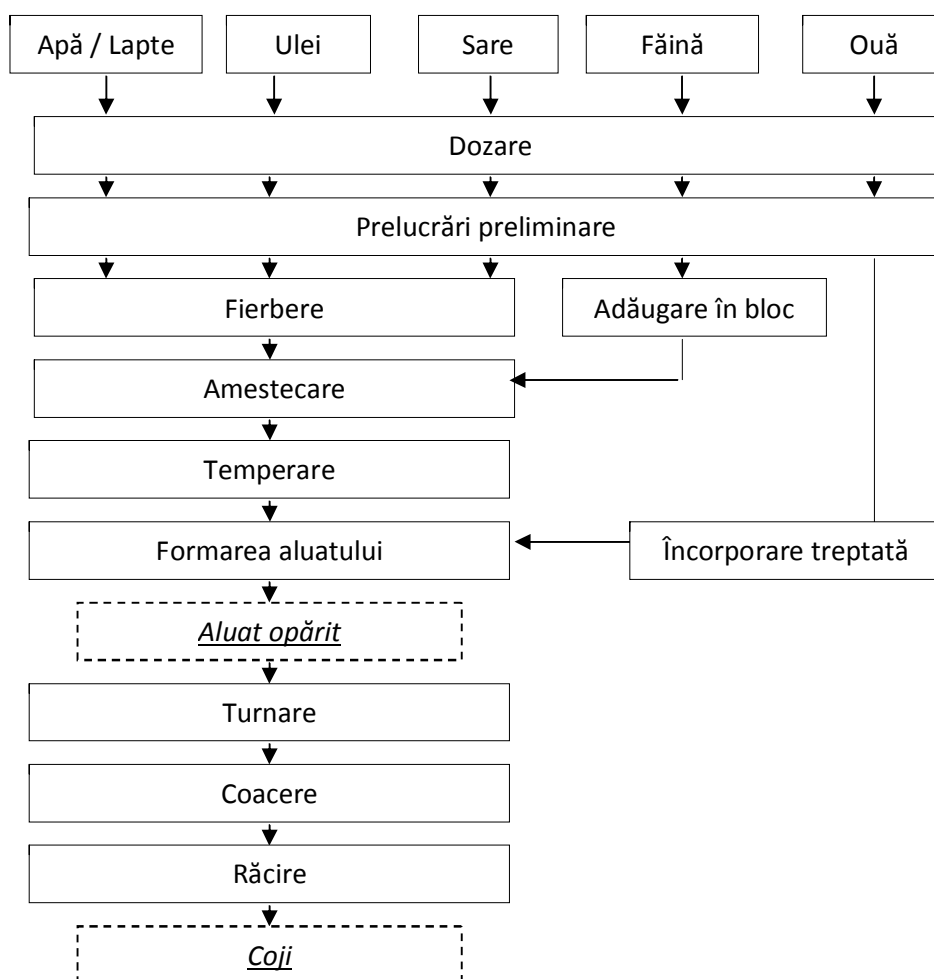 Apă / Lapte
Ulei
Sare
Făină
Ouă
Dozare
Prelucrări preliminare
Fierbere
Adăugare în bloc
Amestecare
Temperare
Formarea aluatului
Încorporare treptată
Aluat opărit
Turnare
Coacere
Răcire
Coji